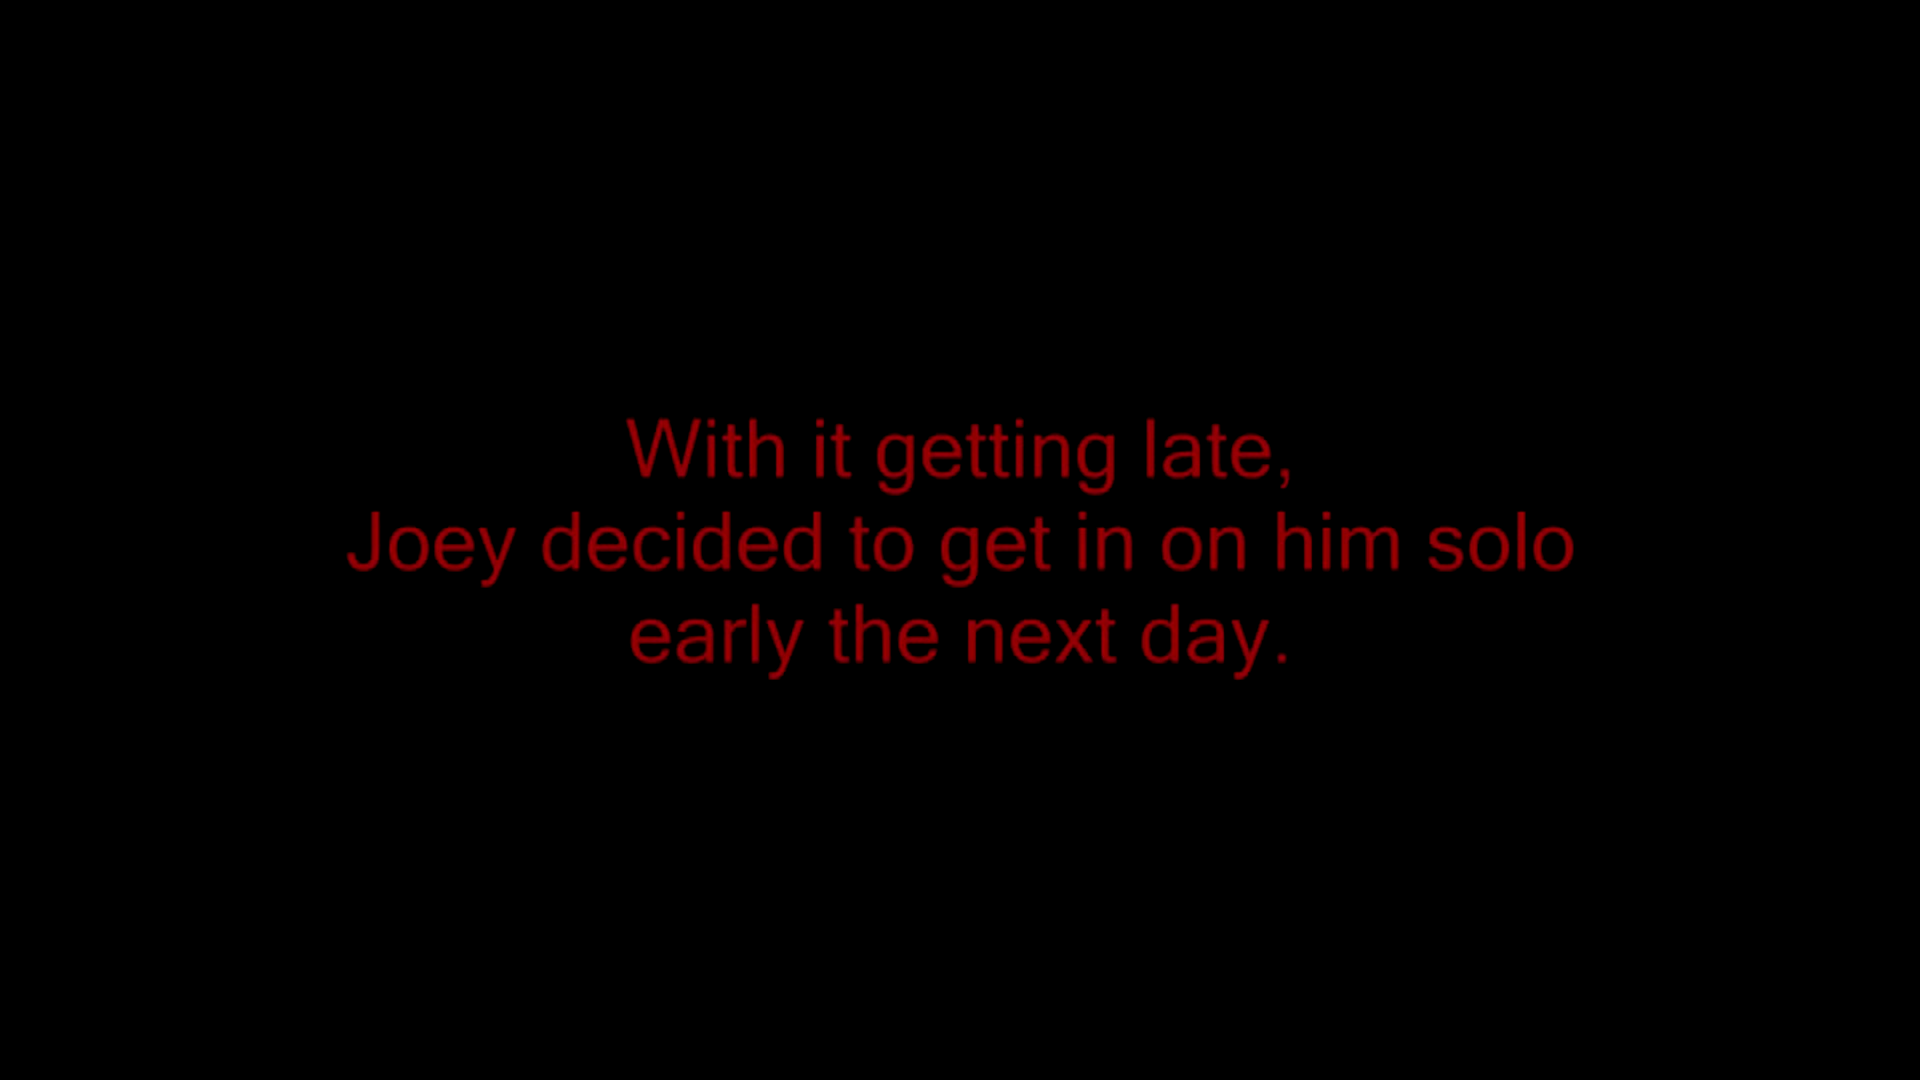 With it getting late,
Joey decided to get in on him solo
early the next day.